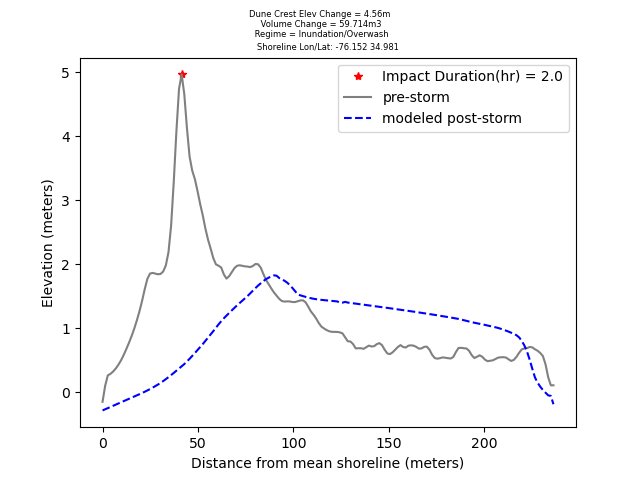 Dune Crest Elev Change = 4.56m
Volume Change = 59.714m3
Regime = Inundation/Overwash
Shoreline Lon/Lat: -76.152 34.981
Impact Duration(hr) = 2.0
pre-storm
modeled post-storm
5
4
3
2
1
0
Elevation (meters)
0 50 100 150 200
Distance from mean shoreline (meters)